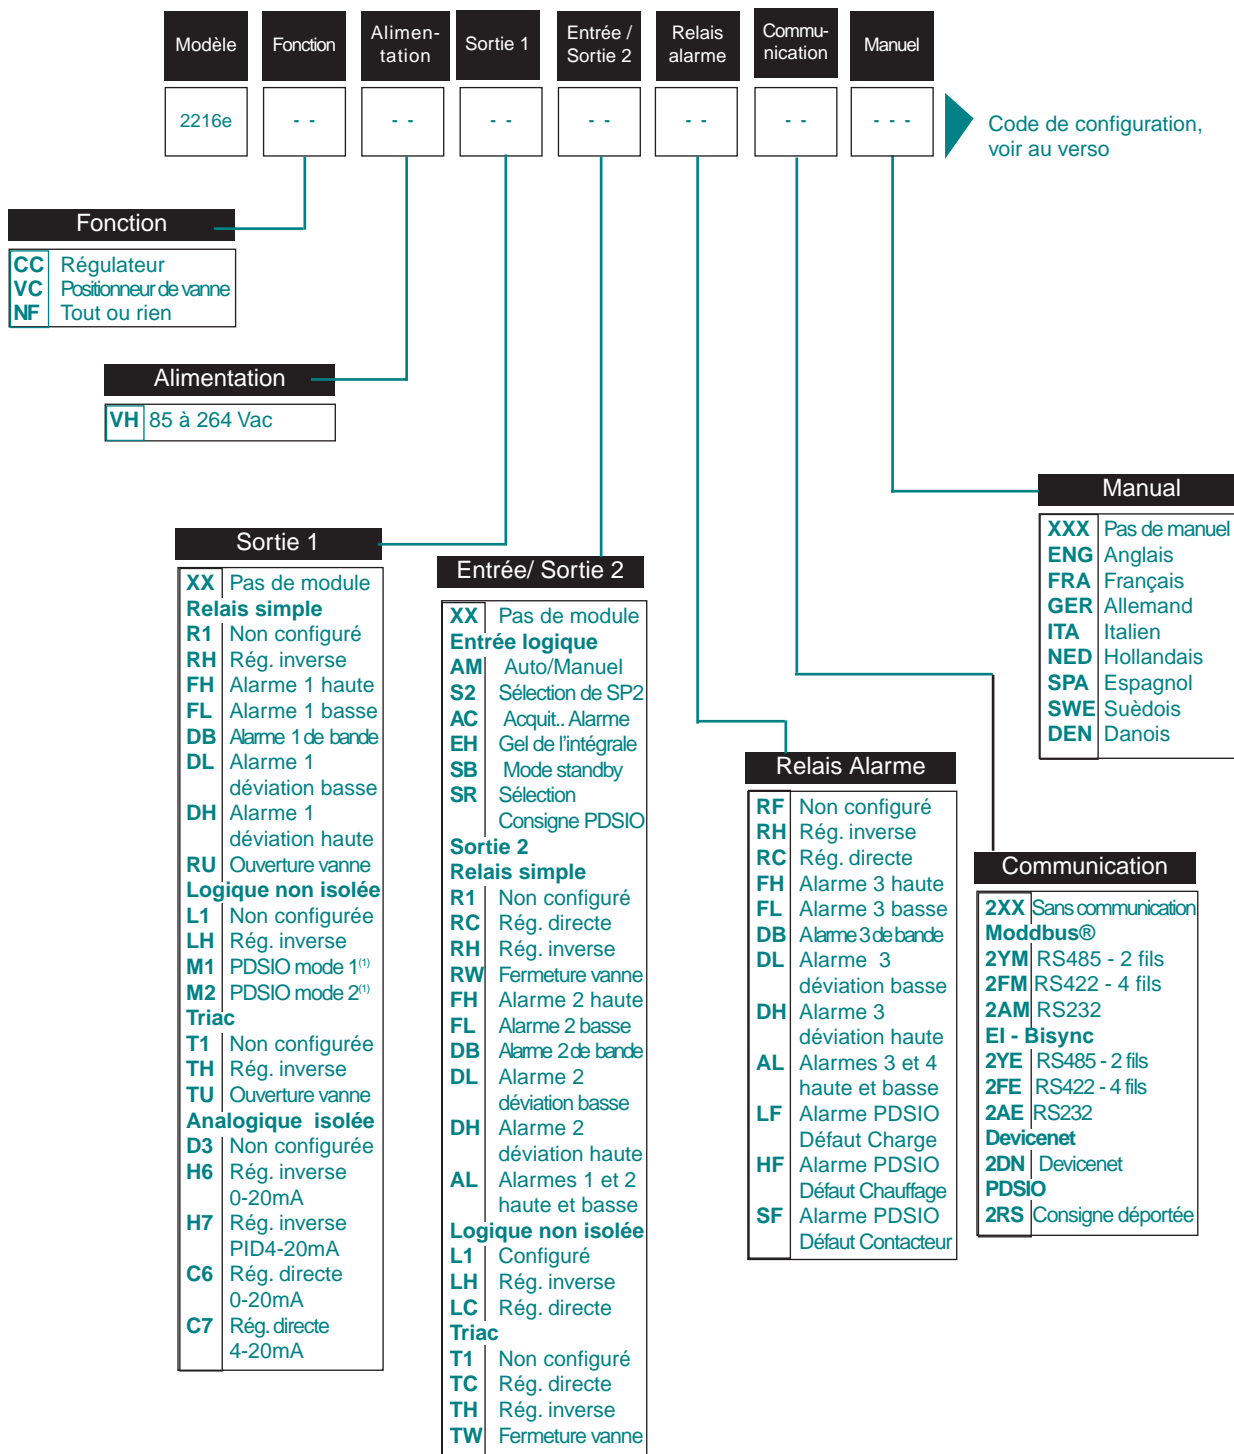 Modèle
Fonction
Alimen-
tation
Sortie 1
Entrée /
Sortie 2
Relais
alarme
Commu-
nication
Manuel
2216e
- -
- -
- -
- -
- -
- -
- - -
Code de configuration,
voir au verso
Fonction
CC Régulateur
VC Positionneur de vanne
NF Tout ou rien
Alimentation
VH 85 à 264 Vac
Sortie 1
XX Pas de module
Relais simple
R1 Non configuré
RH Rég. inverse
FH Alarme 1 haute
FL Alarme 1 basse
DB Alarme 1 de bande
DL Alarme 1
déviation basse
DH Alarme 1
déviation haute
RU Ouverture vanne
Logique non isolée
L1 Non configurée
LH Rég. inverse
M1 PDSIO mode 1(1)
M2 PDSIO mode 2(1)
Triac
T1 Non configurée
TH Rég. inverse
TU Ouverture vanne
Analogique isolée
D3 Non configurée
H6 Rég. inverse
0-20mA
H7 Rég. inverse
PID4-20mA
C6 Rég. directe
0-20mA
C7 Rég. directe
4-20mA
Entrée/ Sortie 2
XX Pas de module
Entrée logique
AM Auto/Manuel
S2 Sélection de SP2
AC Acquit.. Alarme
EH Gel de l'intégrale
SB Mode standby
SR Sélection
Consigne PDSIO
Sortie 2
Relais simple
R1 Non configuré
RC Rég. directe
RH Rég. inverse
RW Fermeture vanne
FH Alarme 2 haute
FL Alarme 2 basse
DB Alarme 2 de bande
DL Alarme 2
déviation basse
DH Alarme 2
déviation haute
AL Alarmes 1 et 2
haute et basse
Logique non isolée
L1 Configuré
LH Rég. inverse
LC Rég. directe
Triac
T1 Non configuré
TC Rég. directe
TH Rég. inverse
TW Fermeture vanne
Relais Alarme
RF Non configuré
RH Rég. inverse
RC Rég. directe
FH Alarme 3 haute
FL Alarme 3 basse
DB Alarme 3 de bande
DL Alarme 3
déviation basse
DH Alarme 3
déviation haute
AL Alarmes 3 et 4
haute et basse
LF Alarme PDSIO
Défaut Charge
HF Alarme PDSIO
Défaut Chauffage
SF Alarme PDSIO
Défaut Contacteur
Communication
2XX Sans communication
Moddbus®
2YM RS485 - 2 fils
2FM RS422 - 4 fils
2AM RS232
EI - Bisync
2YE RS485 - 2 fils
2FE RS422 - 4 fils
2AE RS232
Devicenet
2DN Devicenet
PDSIO
2RS Consigne déportée
Manual
XXX Pas de manuel
ENG Anglais
FRA Français
GER Allemand
ITA Italien
NED Hollandais
SPA Espagnol
SWE Suèdois
DEN Danois